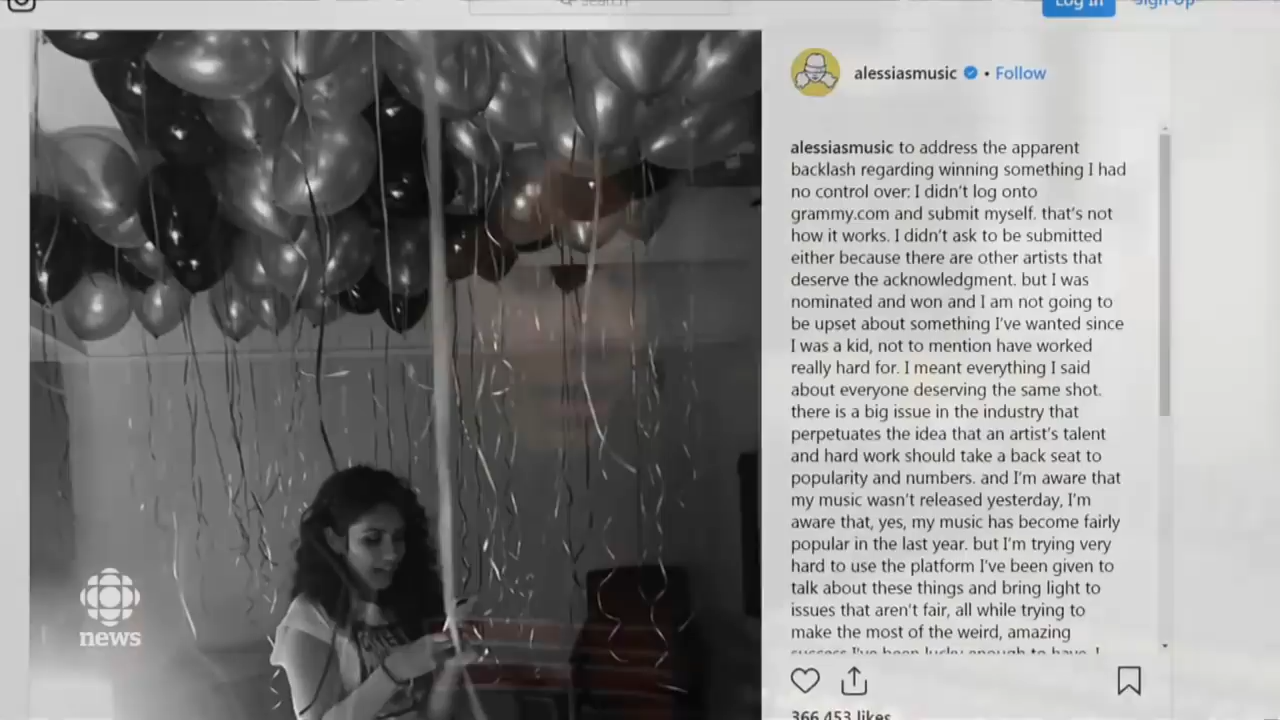 search
Log In
Sign Up
alessiasmusic • Follow
alessiasmusic to address the apparent
backlash regarding winning something I had
no control over: I didn't log onto
grammy.com and submit myself. that's not
how it works. I didn't ask to be submitted
either because there are other artists that
deserve the acknowledgment. but I was
nominated and won and I am not going to
be upset about something I've wanted since
I was a kid, not to mention have worked
really hard for. I meant everything I said
about everyone deserving the same shot.
there is a big issue in the industry that
perpetuates the idea that an artist's talent
and hard work should take a back seat to
popularity and numbers. and I'm aware that
my music wasn't released yesterday, I'm
aware that, yes, my music has become fairly
popular in the last year. but I'm trying very
hard to use the platform I've been given to
talk about these things and bring light to
issues that aren't fair, all while trying to
make the most of the weird, amazing
success I've been lucky enough to have. I
366,453 likes
news